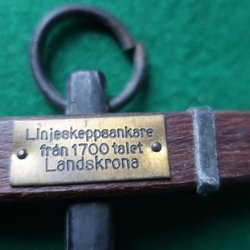 Linjeskeppsankare
från 1700 talet
Landskrona